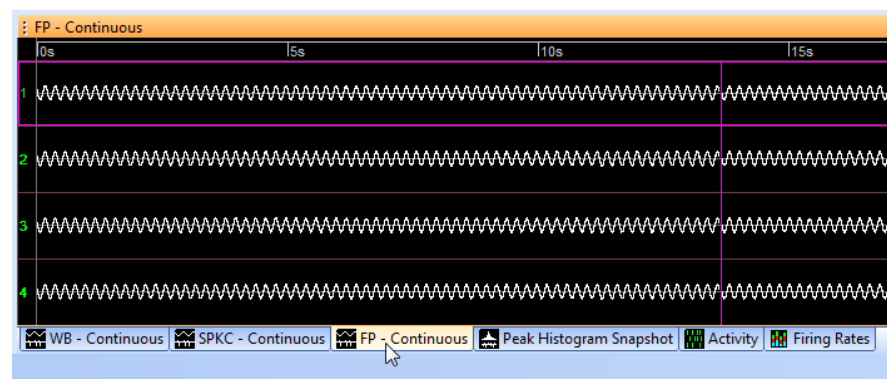 FP - Continuous
0s 5s 10s 15s
1
2
3
4
WB - Continuous SPKC - Continuous FP - Continuous Peak Histogram Snapshot Activity Firing Rates